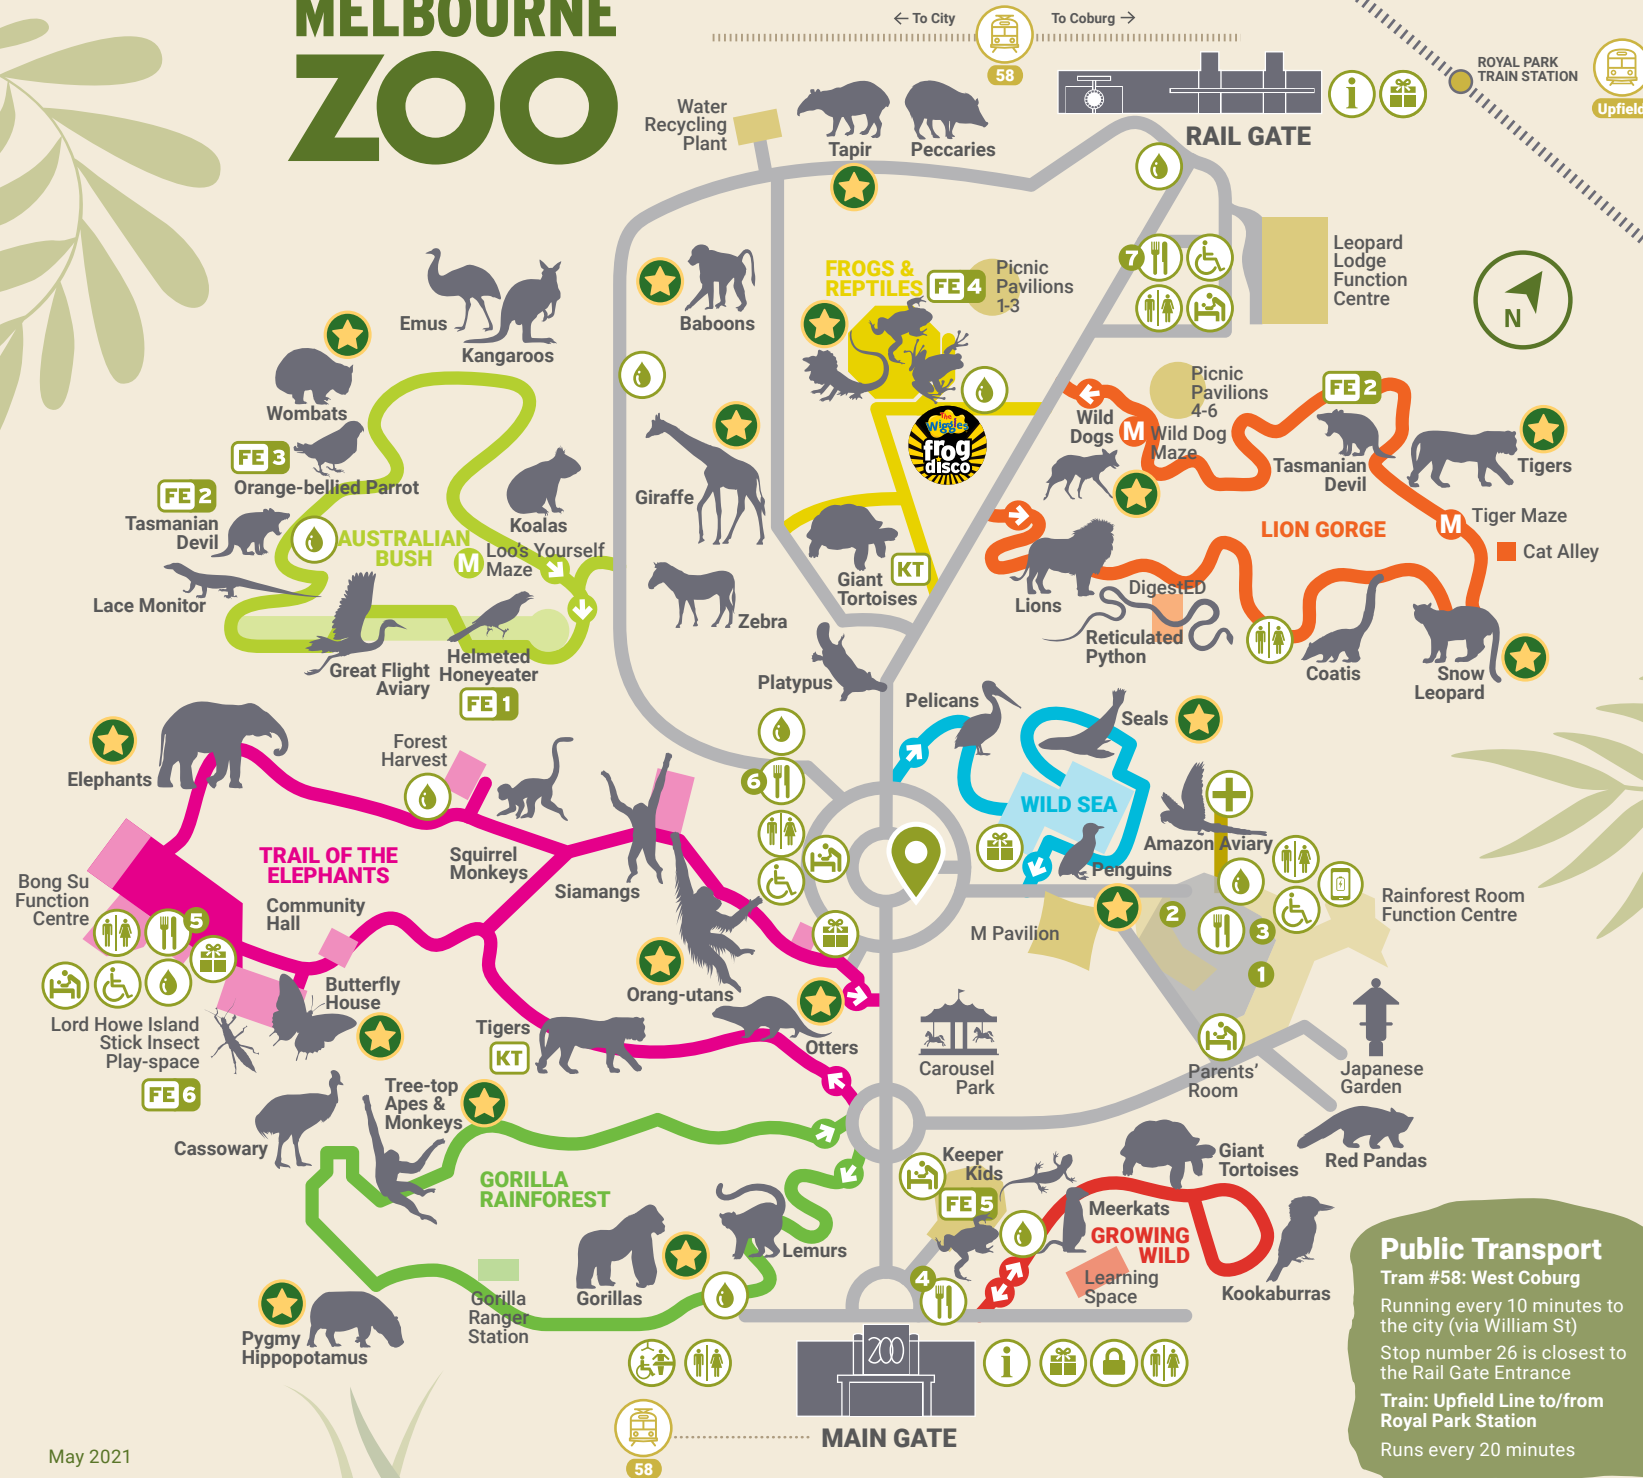 MELBOURNE
ZOO
To City
To Coburg
58
ROYAL PARK
TRAIN STATION
Upfield
RAIL GATE
Water
Recycling
Plant
Tapir
Peccaries
7
Leopard
Lodge
Function
Centre
N
Baboons
FROGS &
REPTILES
FE 4
Picnic
Pavilions
1-3
Emus
Kangaroos
Wombats
FE 3
Orange-bellied Parrot
FE 2
Tasmanian
Devil
AUSTRALIAN
BUSH
Koalas
M
Loo's Yourself
Maze
Lace Monitor
Great Flight
Aviary
Helmeted
Honeyeater
FE 1
Giraffe
Zebra
The
Wiggles
frog
disco
Giant
Tortoises
KT
Platypus
Wild
Dogs
M
Wild Dog
Maze
Picnic
Pavilions
4-6
FE 2
Tasmanian
Devil
Tigers
LION GORGE
M
Tiger Maze
Cat Alley
Lions
DigestED
Reticulated
Python
Coatis
Snow
Leopard
Elephants
Forest
Harvest
TRAIL OF THE
ELEPHANTS
Squirrel
Monkeys
Siamangs
6
Pelicans
Seals
WILD SEA
Penguins
Amazon Aviary
Bong Su
Function
Centre
5
Community
Hall
Butterfly
House
Lord Howe Island
Stick Insect
Play-space
FE 6
Orang-utans
Tigers
KT
Otters
M Pavilion
2
3
1
Rainforest Room
Function Centre
Carousel
Park
Parents'
Room
Japanese
Garden
Red Pandas
Cassowary
Tree-top
Apes &
Monkeys
GORILLA
RAINFOREST
Lemurs
Gorillas
Gorilla
Ranger
Station
Pygmy
Hippopotamus
Keeper
Kids
FE 5
Giant
Tortoises
Meerkats
GROWING
WILD
Learning
Space
Kookaburras
4
200
i
i
MAIN GATE
58
Public Transport
Tram #58: West Coburg
Running every 10 minutes to
the city (via William St)
Stop number 26 is closest to
the Rail Gate Entrance
Train: Upfield Line to/from
Royal Park Station
Runs every 20 minutes
May 2021